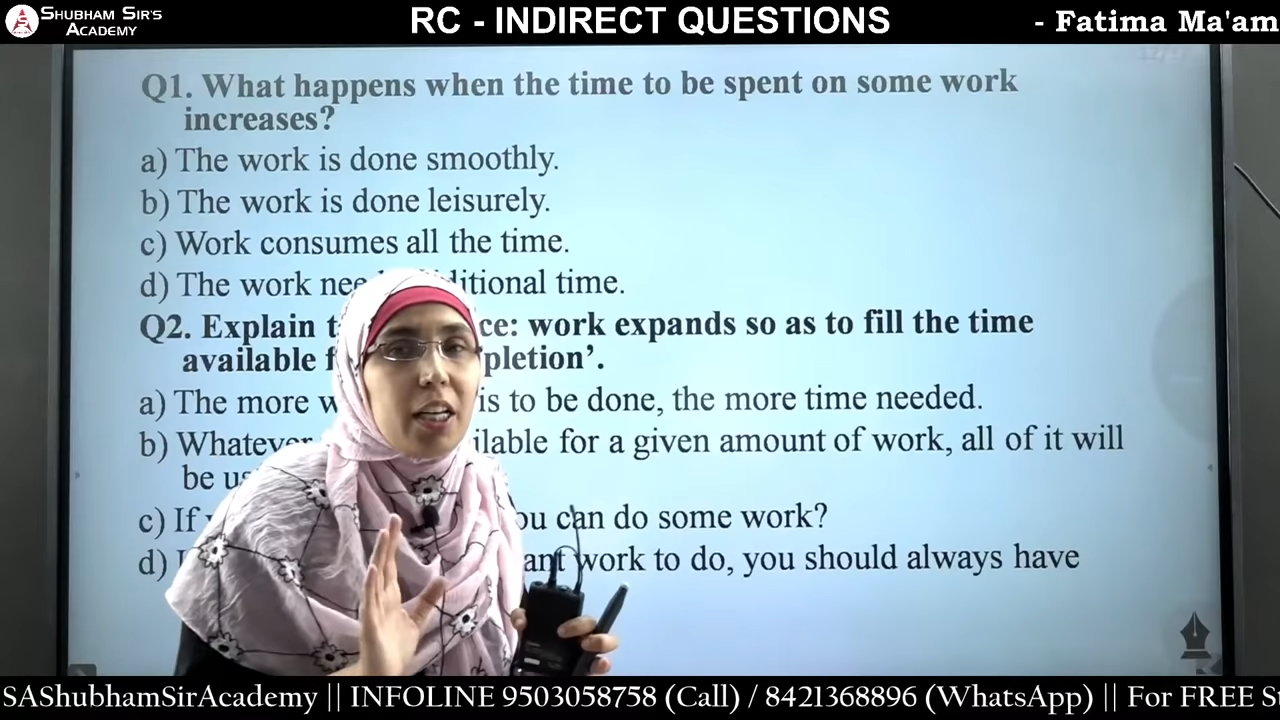 SHUBHAM SIR'S
ACADEMY
RC - INDIRECT QUESTIONS
- Fatima Ma'am
Q1. What happens when the time to be spent on some work
increases?
a) The work is done smoothly.
b) The work is done leisurely.
c) Work consumes all the time.
d) The work itional time.
Q2. Explain ce: work expands so as to fill the time
available pletion’.
a) The more is to be done, the more time needed.
b) Whatever ilable for a given amount of work, all of it will
be
c) If ou can do some work?
d) work to do, you should always have
SAShubhamSirAcademy || INFOLINE 9503058758 (Call) / 8421368896 (WhatsApp) || For FREE S